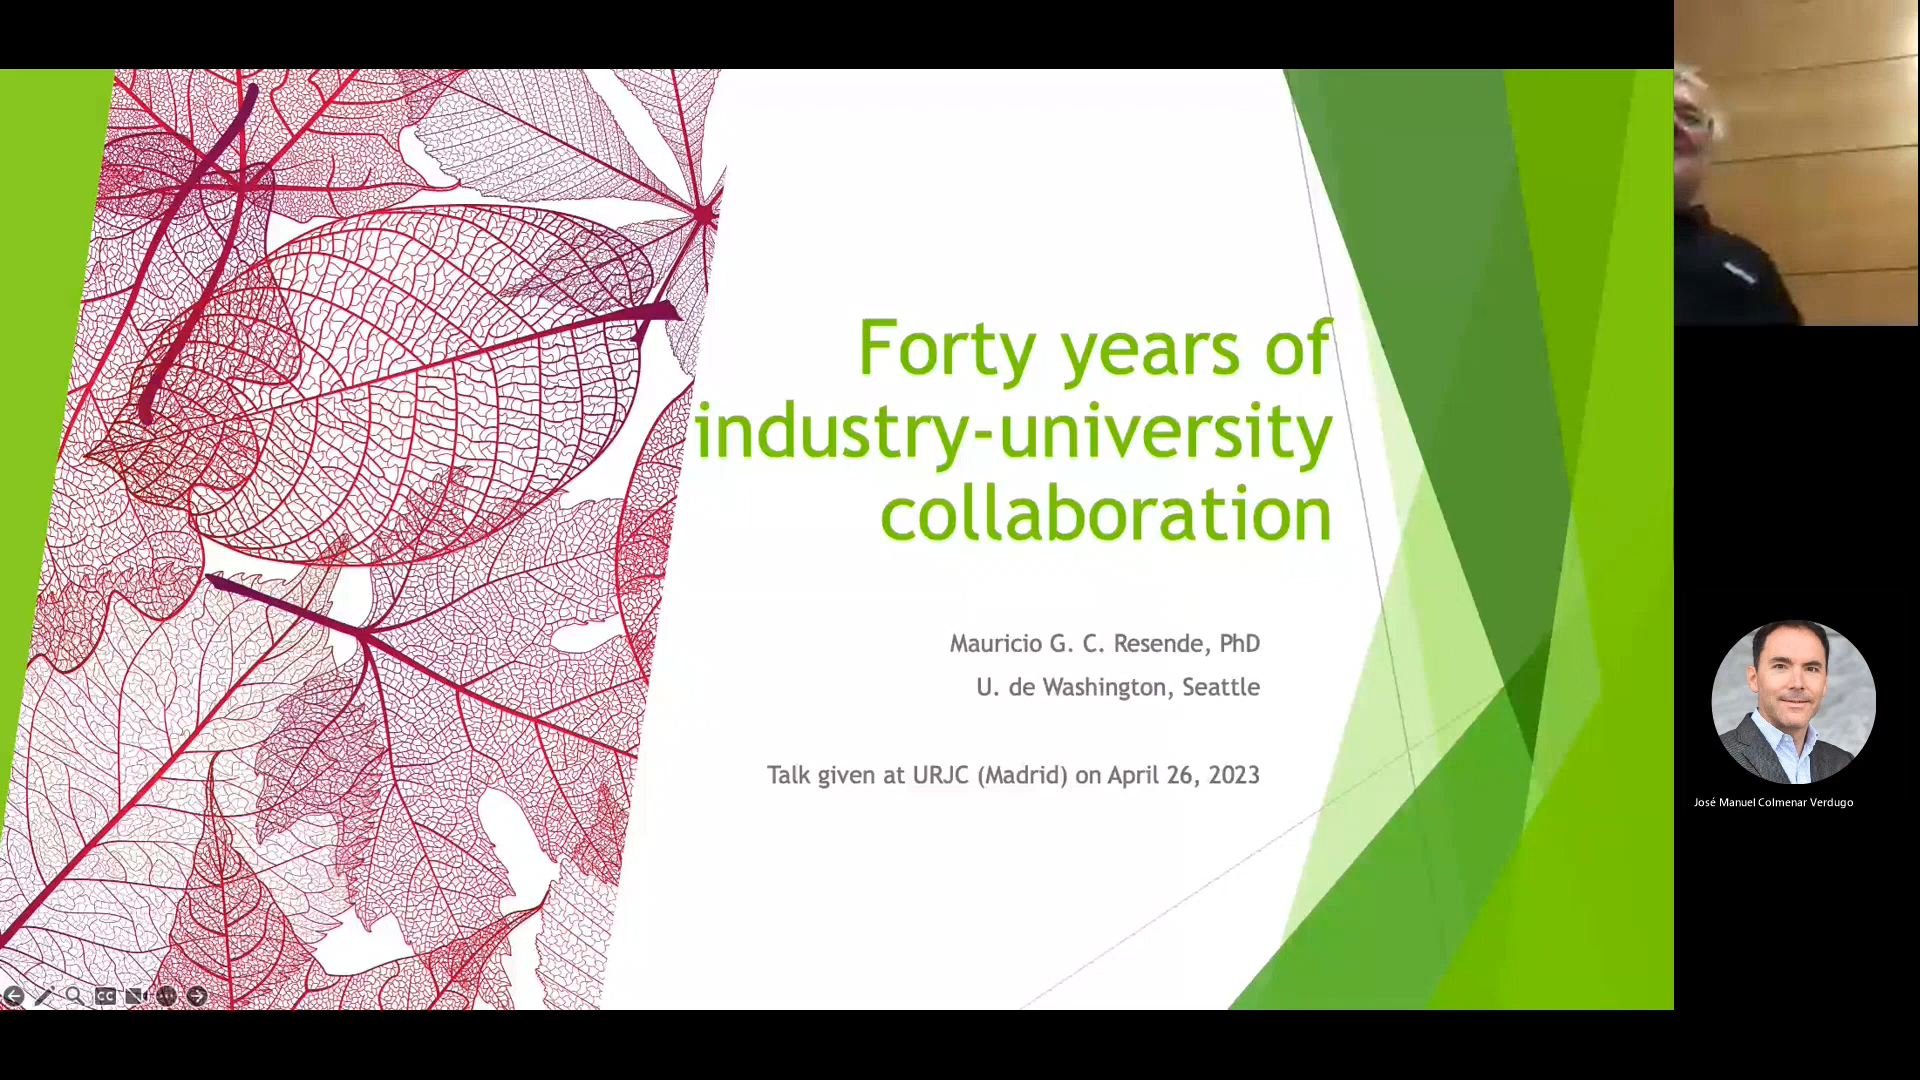 Forty years of
industry-university
collaboration
Mauricio G. C. Resende, PhD
U. de Washington, Seattle
Talk given at URJC (Madrid) on April 26, 2023
CC
José Manuel Colmenar Verdugo